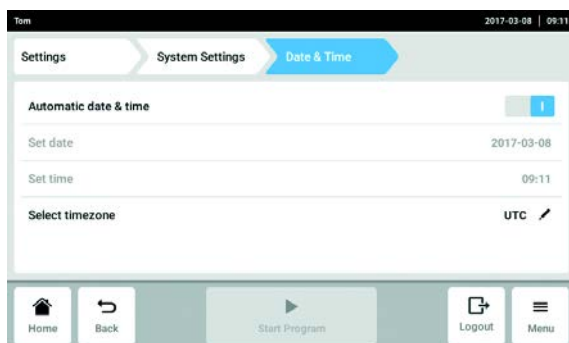 Tom 2017-03-08 | 09:11
Settings System Settings Date & Time
Automatic date & time I
Set date 2017-03-08
Set time 09:11
Select timezone UTC
Home Back Start Program Logout Menu